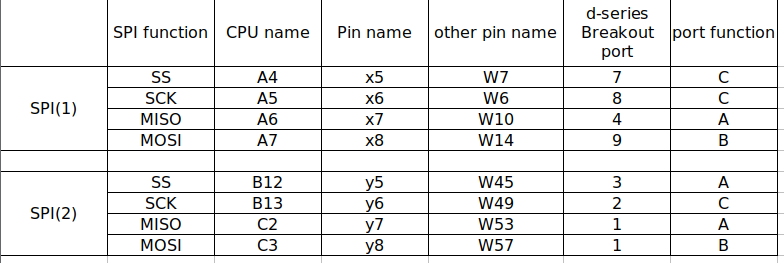 SPI function CPU name Pin name other pin name d-series Breakout port port function
SPI(1)
SS A4 x5 W7 7 C
SCK A5 x6 W6 8 C
MISO A6 x7 W10 4 A
MOSI A7 x8 W14 9 B
SPI(2)
SS B12 y5 W45 3 A
SCK B13 y6 W49 2 C
MISO C2 y7 W53 1 A
MOSI C3 y8 W57 1 B